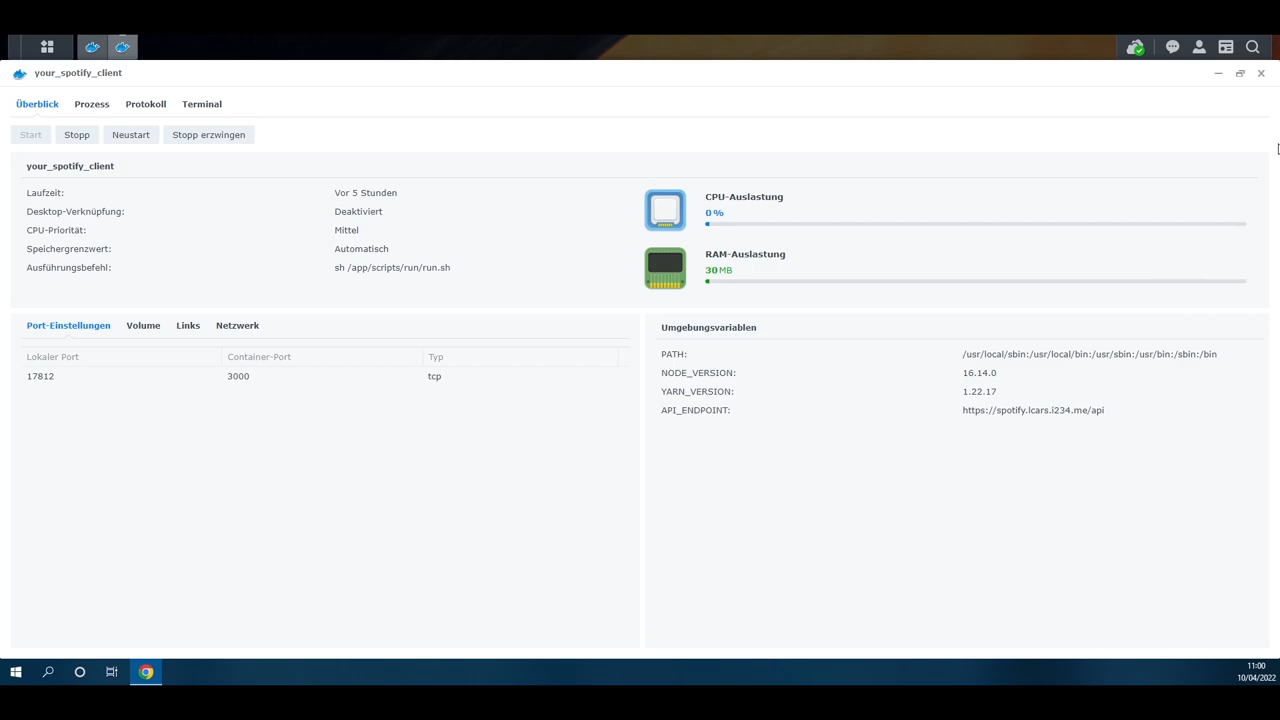 your_spotify_client
Überblick Prozess Protokoll Terminal
Start Stopp Neustart Stopp erzwingen
your_spotify_client
Laufzeit: Vor 5 Stunden
Desktop-Verknüpfung: Deaktiviert
CPU-Priorität: Mittel
Speichergrenzwert: Automatisch
Ausführungsbefehl: sh /app/scripts/run/run.sh
CPU-Auslastung
0 %
RAM-Auslastung
30 MB
Port-Einstellungen Volume Links Netzwerk
Lokaler Port Container-Port Typ
17812 3000 tcp
Umgebungsvariablen
PATH: /usr/local/sbin:/usr/local/bin:/usr/sbin:/usr/bin:/sbin:/bin
NODE_VERSION: 16.14.0
YARN_VERSION: 1.22.17
API_ENDPOINT: https://spotify.lcars.i234.me/api
11:00
10/04/2022